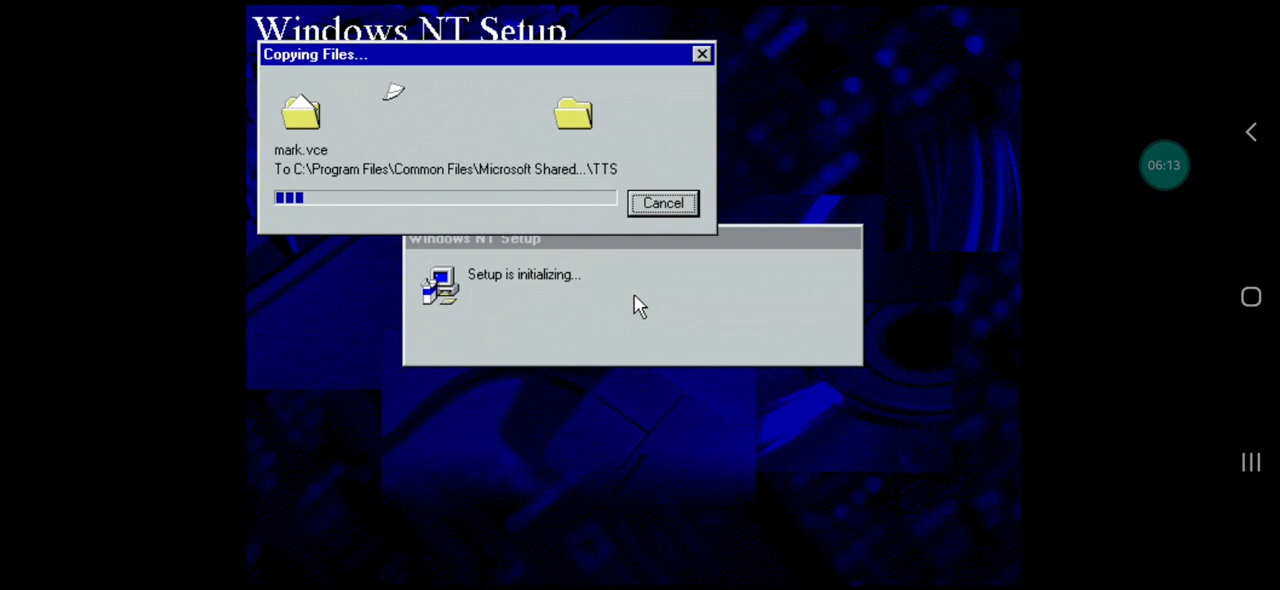 Windows NT Setup
Copying Files...
mark.vce
To C:\Program Files\Common Files\Microsoft Shared...\TTS
Cancel
Windows NT Setup
Setup is initializing...
06:13